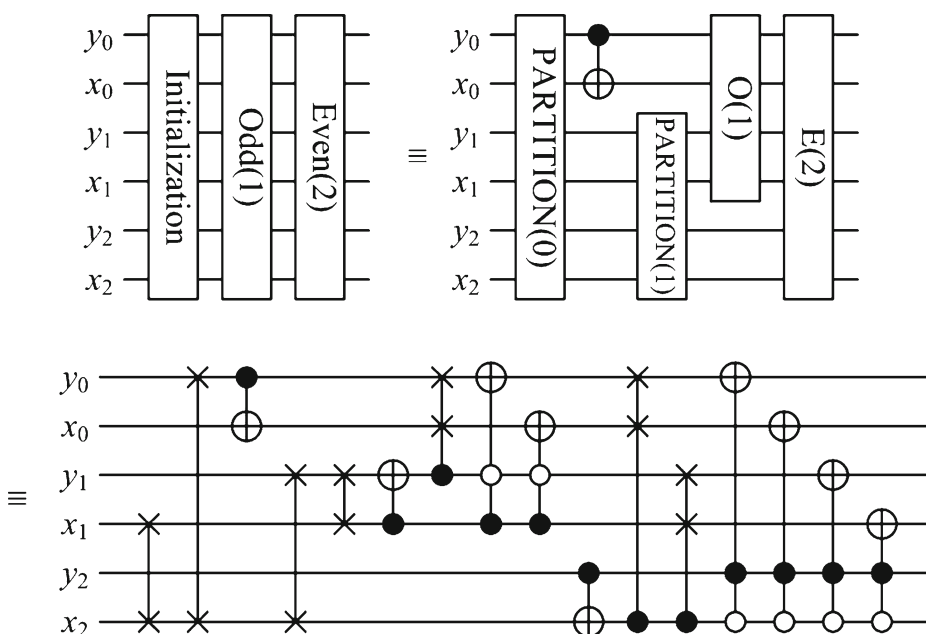 y0
x0
y1
x1
y2
x2
Initialization
Odd(1)
Even(2)
≡
y0
x0
y1
x1
y2
x2
PARTITION(0)
PARTITION(1)
O(1)
E(2)
≡
y0
x0
y1
x1
y2
x2